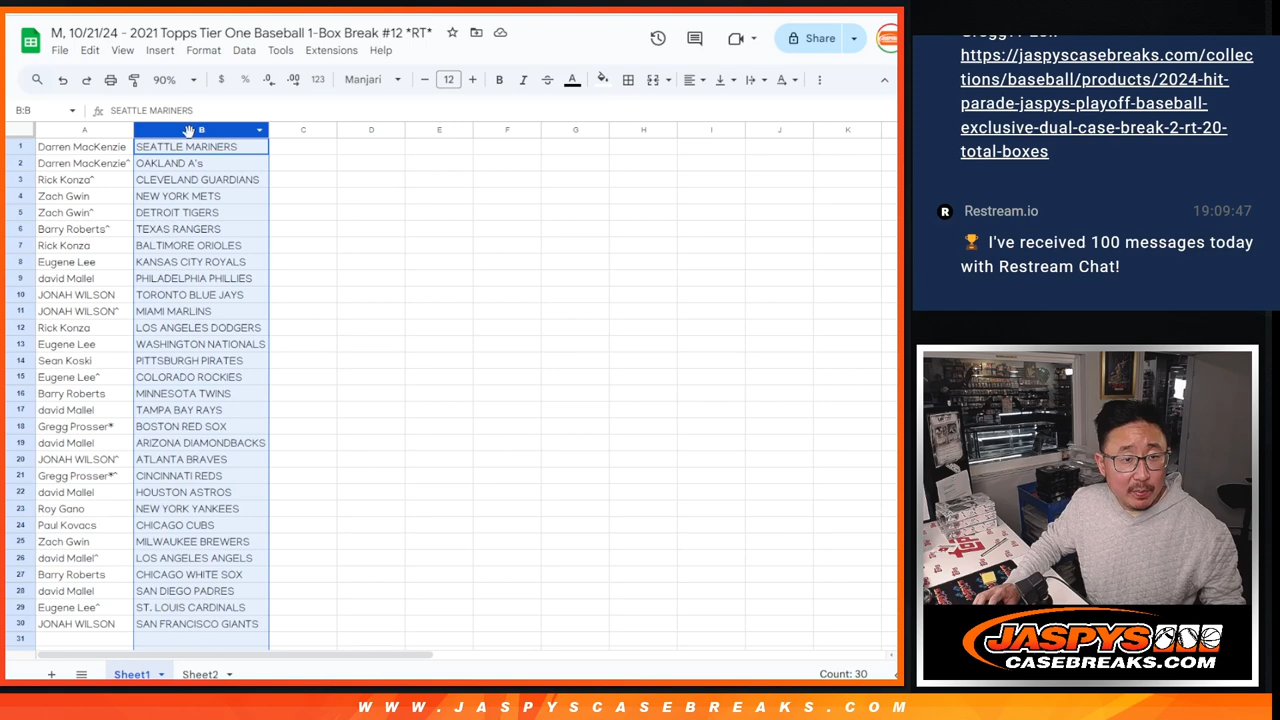 M, 10/21/24 - 2021 Topps Tier One Baseball 1-Box Break #12 *RT*
File Edit View Insert Format Data Tools Extensions Help
Share
90% $ % .0 .00 123 Manjari 12 B I A
B:B fx SEATTLE MARINERS
A B C D E F G H I J K
1 Darren MacKenzie SEATTLE MARINERS
2 Darren MacKenzie^ OAKLAND A's
3 Rick Konza^ CLEVELAND GUARDIANS
4 Zach Gwin NEW YORK METS
5 Zach Gwin^ DETROIT TIGERS
6 Barry Roberts^ TEXAS RANGERS
7 Rick Konza BALTIMORE ORIOLES
8 Eugene Lee KANSAS CITY ROYALS
9 david Mallel PHILADELPHIA PHILLIES
10 JONAH WILSON TORONTO BLUE JAYS
11 JONAH WILSON^ MIAMI MARLINS
12 Rick Konza LOS ANGELES DODGERS
13 Eugene Lee WASHINGTON NATIONALS
14 Sean Koski PITTSBURGH PIRATES
15 Eugene Lee^ COLORADO ROCKIES
16 Barry Roberts MINNESOTA TWINS
17 david Mallel TAMPA BAY RAYS
18 Gregg Prosser* BOSTON RED SOX
19 david Mallel ARIZONA DIAMONDBACKS
20 JONAH WILSON^ ATLANTA BRAVES
21 Gregg Prosser*^ CINCINNATI REDS
22 david Mallel HOUSTON ASTROS
23 Roy Gano NEW YORK YANKEES
24 Paul Kovacs CHICAGO CUBS
25 Zach Gwin MILWAUKEE BREWERS
26 david Mallel^ LOS ANGELES ANGELS
27 Barry Roberts CHICAGO WHITE SOX
28 david Mallel SAN DIEGO PADRES
29 Eugene Lee^ ST. LOUIS CARDINALS
30 JONAH WILSON SAN FRANCISCO GIANTS
31
Sheet1 Sheet2 Count: 30
https://jaspyscasebreaks.com/collec
tions/baseball/products/2024-hit-
parade-jaspys-playoff-baseball-
exclusive-dual-case-break-2-rt-20-
total-boxes
R Restream.io 19:09:47
🏆 I've received 100 messages today
with Restream Chat!
JASPYS
CASEBREAKS.COM
WWW.JASPYSCASEBREAKS.COM